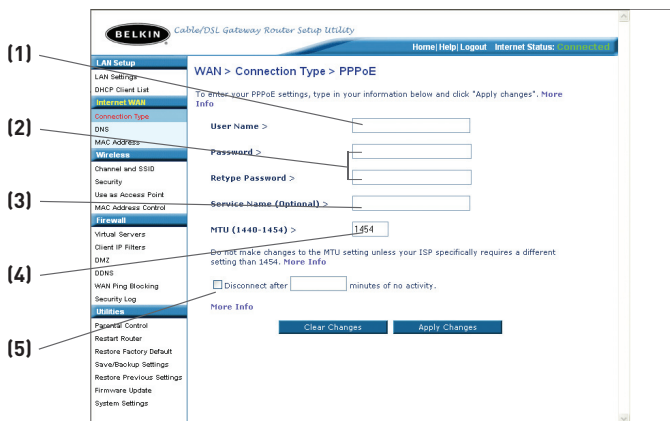 BELKIN Cable/DSL Gateway Router Setup Utility
Home|Help|Logout Internet Status: Connected
(1)
(2)
(3)
(4)
(5)
LAN Setup
LAN Settings
DHCP Client List
Internet WAN
Connection Type
DNS
MAC Address
Wireless
Channel and SSID
Security
Use as Access Point
MAC Address Control
Firewall
Virtual Servers
Client IP Filters
DMZ
DDNS
WAN Ping Blocking
Security Log
Utilities
Parental Control
Restart Router
Restore Factory Default
Save/Backup Settings
Restore Previous Settings
Firmware Update
System Settings
WAN > Connection Type > PPPoE
To enter your PPPoE settings, type in your information below and click "Apply changes". More
Info
User Name >
Password >
Retype Password >
Service Name (Optional) >
MTU (1440-1454) > 1454
Do not make changes to the MTU setting unless your ISP specifically requires a different
setting than 1454. More Info
Disconnect after minutes of no activity.
More Info
Clear Changes Apply Changes